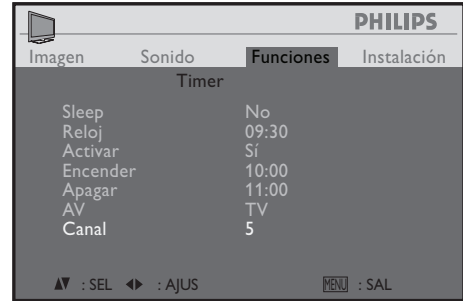 PHILIPS
Imagen Sonido Funciones Instalación
Timer
Sleep No
Reloj 09:30
Activar Sí
Encender 10:00
Apagar 11:00
AV TV
Canal 5
: SEL : AJUS MENU : SAL